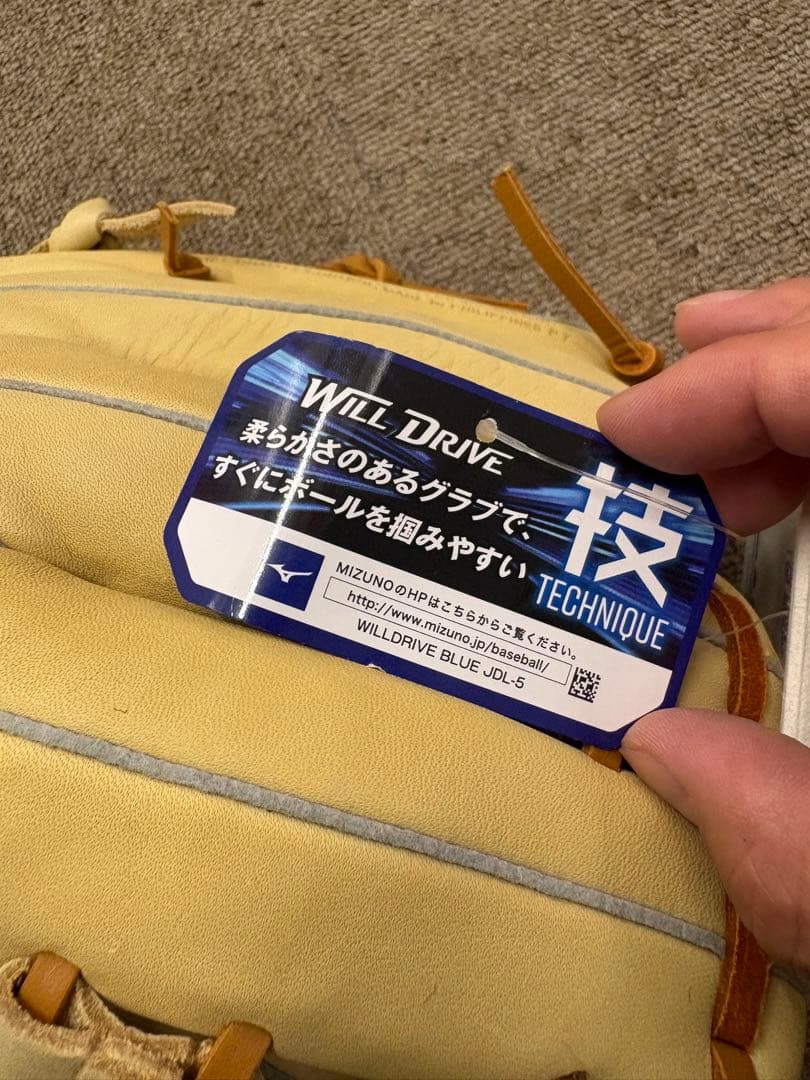 WILL DRIVE
柔らかさのあるグラブで、
すぐにボールを掴みやすい
技
TECHNIQUE
MIZUNOのHPはこちらからご覧ください。
http://www.mizuno.jp/baseball/
WILLDRIVE BLUE JDL-5
PHILIPPINES